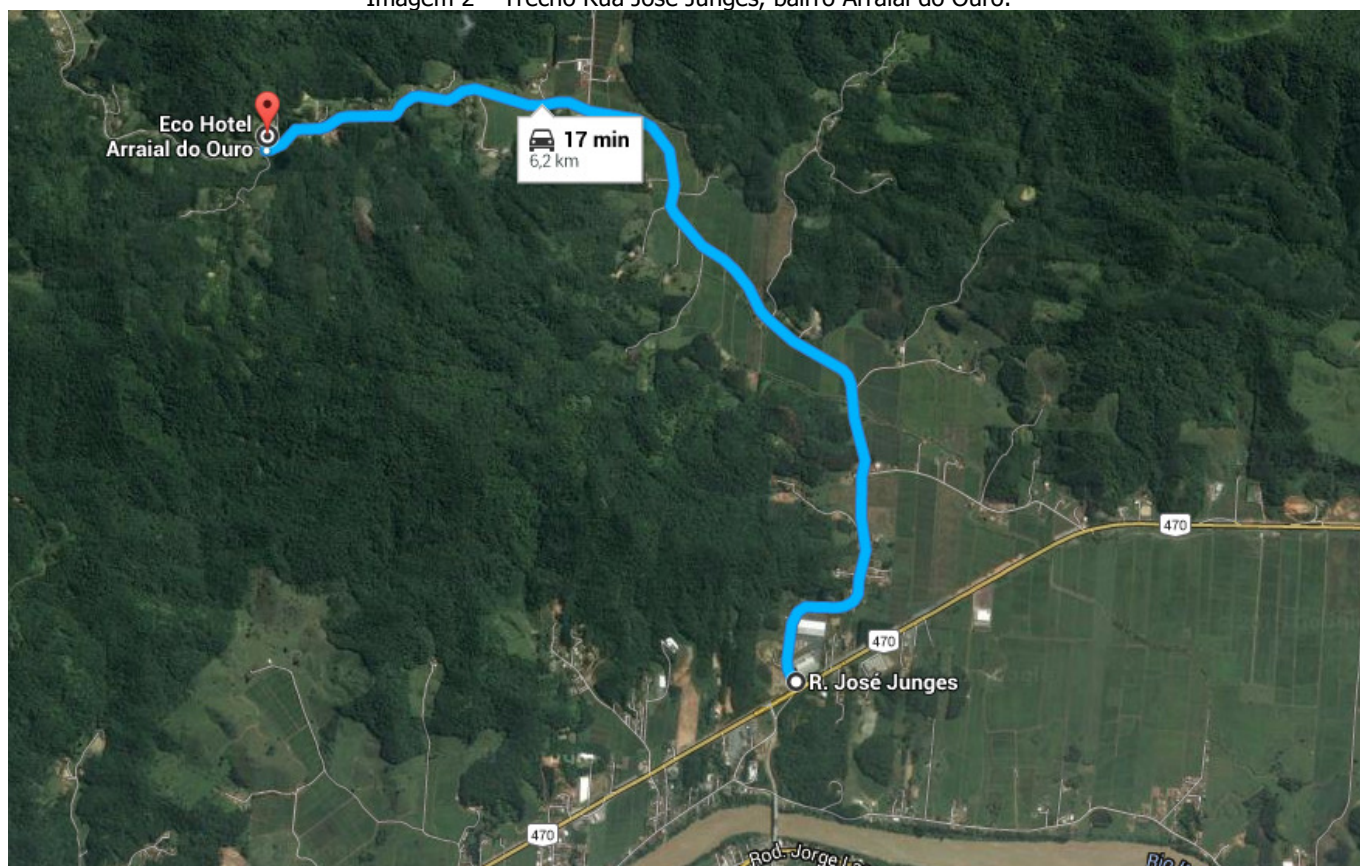 Imagem 2 – Trecho Rua José Junges, bairro Arraial do Ouro.
Eco Hotel
Arraial do Ouro
17 min
6,2 km
470
470
R. José Junges
470
Rod. Jorge